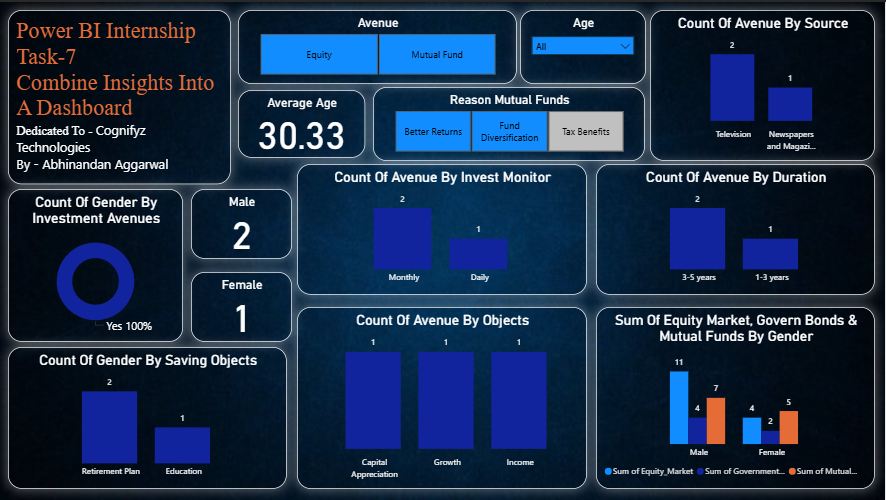 Power BI Internship
Task-7
Combine Insights Into
A Dashboard
Dedicated To - Cognifyz
Technologies
By - Abhinandan Aggarwal
Avenue
Equity
Mutual Fund
Age
All
Count Of Avenue By Source
2
1
Television
Newspapers
and Magazi...
Average Age
30.33
Reason Mutual Funds
Better Returns
Fund
Diversification
Tax Benefits
Count Of Gender By
Investment Avenues
Yes 100%
Male
2
Female
1
Count Of Avenue By Invest Monitor
2
1
Monthly
Daily
Count Of Avenue By Duration
2
1
3-5 years
1-3 years
Count Of Gender By Saving Objects
2
1
Retirement Plan
Education
Count Of Avenue By Objects
1
1
1
Capital
Appreciation
Growth
Income
Sum Of Equity Market, Govern Bonds &
Mutual Funds By Gender
11
4
7
4
2
5
Male
Female
Sum of Equity_Market
Sum of Government...
Sum of Mutual...